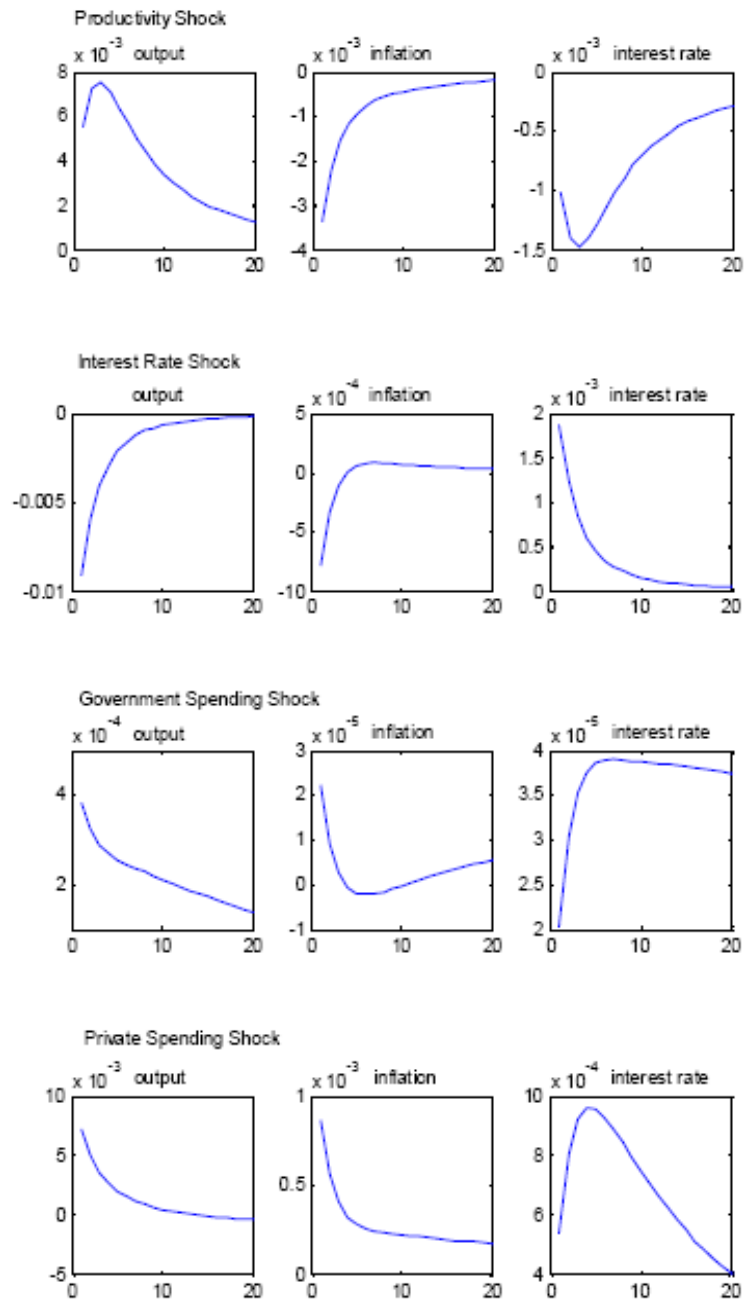 Productivity Shock
x 10^-3 output
x 10^-3 inflation
x 10^-3 interest rate
8
6
4
2
0
0 10 20
0
-1
-2
-3
-4
0 10 20
0
-0.5
-1
-1.5
0 10 20
Interest Rate Shock
output
x 10^-4 inflation
x 10^-3 interest rate
0
-0.005
-0.01
0 10 20
5
0
-5
-10
0 10 20
2
1.5
1
0.5
0
0 10 20
Government Spending Shock
x 10^-4 output
x 10^-5 inflation
x 10^-5 interest rate
4
2
0 10 20
3
2
1
0
-1
0 10 20
4
3.5
3
2.5
2
0 10 20
Private Spending Shock
x 10^-3 output
x 10^-3 inflation
x 10^-4 interest rate
10
5
0
-5
0 10 20
1
0.5
0
0 10 20
10
8
6
4
0 10 20